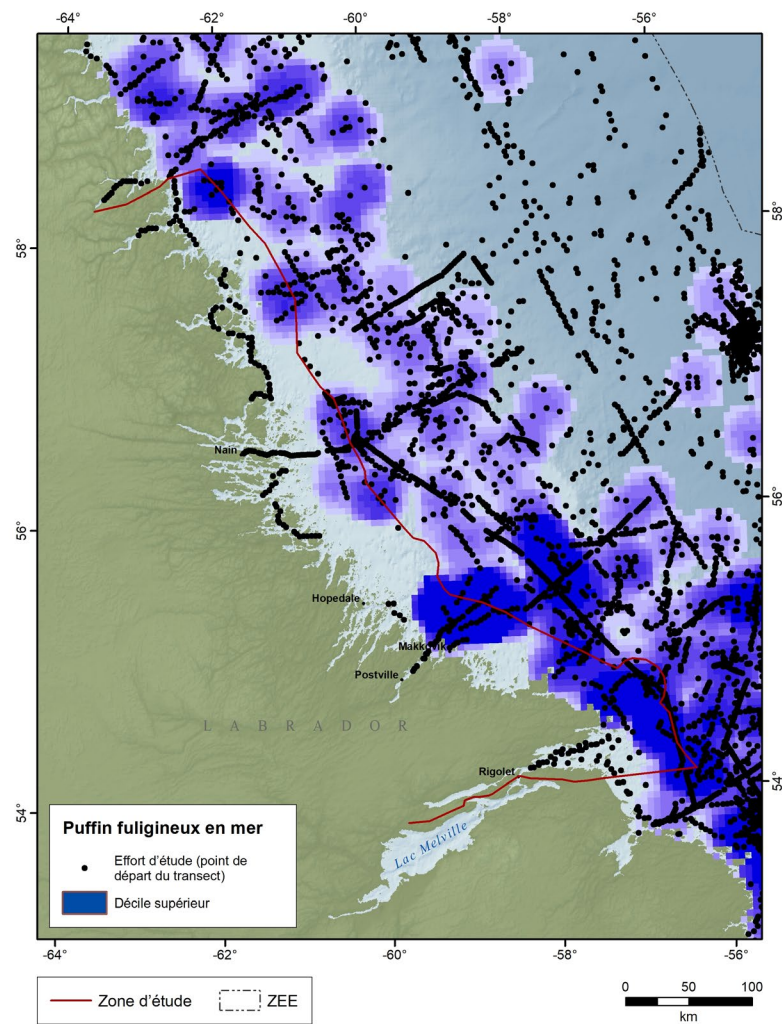 -64° -62° -60° -58° -56°
58°
58°
Nain
56°
56°
Hopedale
Makkovik
Postville
LABRADOR
Rigolet
54°
54°
Puffin fuligineux en mer
Effort d'étude (point de
départ du transect)
Décile supérieur
Lac Melville
-64° -62° -60° -58° -56°
Zone d'étude
ZEE
0 50 100
km